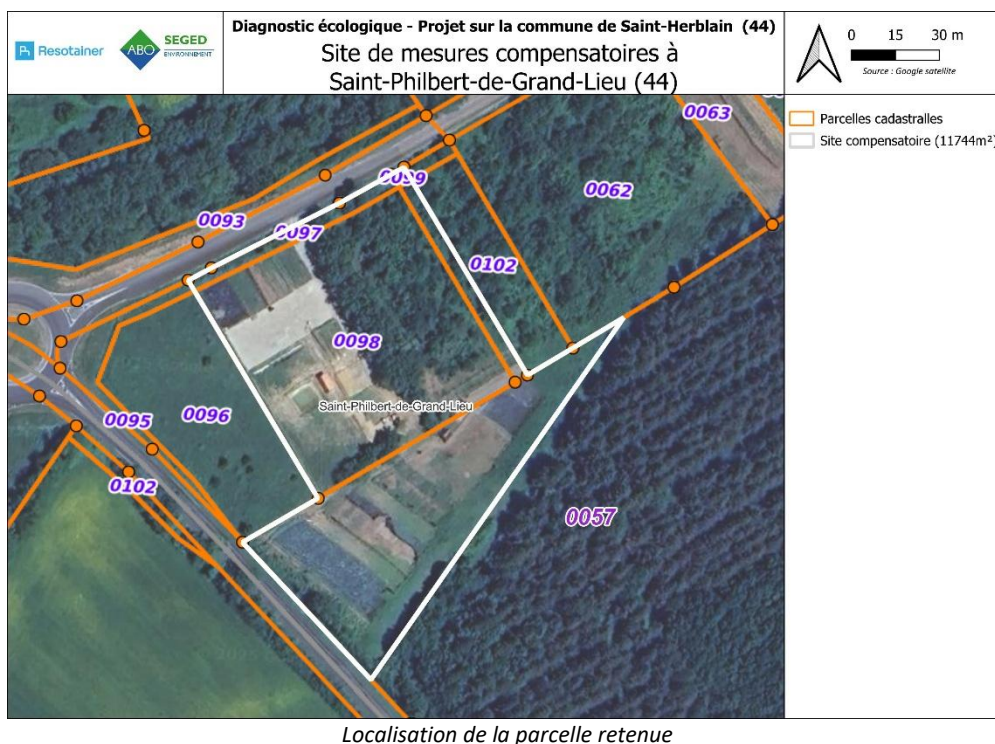 Resotainer
ABO
SEGED
ENVIRONNEMENT
Diagnostic écologique - Projet sur la commune de Saint-Herblain (44)
Site de mesures compensatoires à
Saint-Philbert-de-Grand-Lieu (44)
0 15 30 m
Source : Google satellite
Parcelles cadastralles
Site compensatoire (11744m²)
0063
0099
0062
0093
0097
0102
0098
Saint-Philbert-de-Grand-Lieu
0096
0095
0102
0057
Localisation de la parcelle retenue